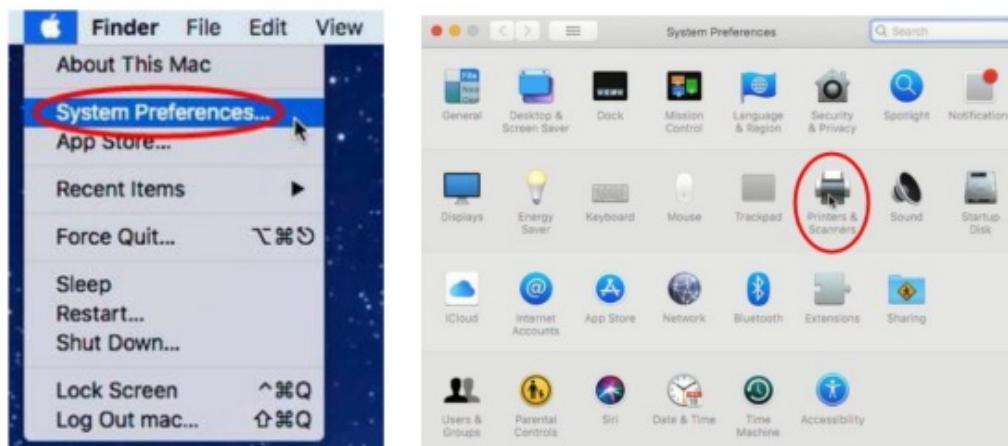 Finder File Edit View
About This Mac
System Preferences...
App Store...
Recent Items ▶
Force Quit... ⌥⌘⎋
Sleep
Restart...
Shut Down...
Lock Screen ^⌘Q
Log Out mac... ⇧⌘Q
System Preferences
Search
General
Desktop &
Screen Saver
Dock
Mission
Control
Language
& Region
Security
& Privacy
Spotlight
Notification
Displays
Energy
Saver
Keyboard
Mouse
Trackpad
Printers &
Scanners
Sound
Startup
Disk
iCloud
Internet
Accounts
App Store
Network
Bluetooth
Extensions
Sharing
Users &
Groups
Parental
Controls
Siri
Date & Time
Time
Machine
Accessibility